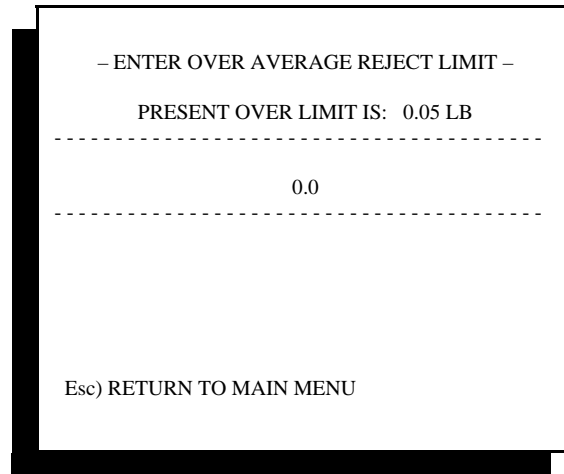 – ENTER OVER AVERAGE REJECT LIMIT –
PRESENT OVER LIMIT IS: 0.05 LB
- - - - - - - - - - - - - - - - - - - - - - - - - - - - - - - - - - - - - - - -
0.0
- - - - - - - - - - - - - - - - - - - - - - - - - - - - - - - - - - - - - - - -
Esc) RETURN TO MAIN MENU